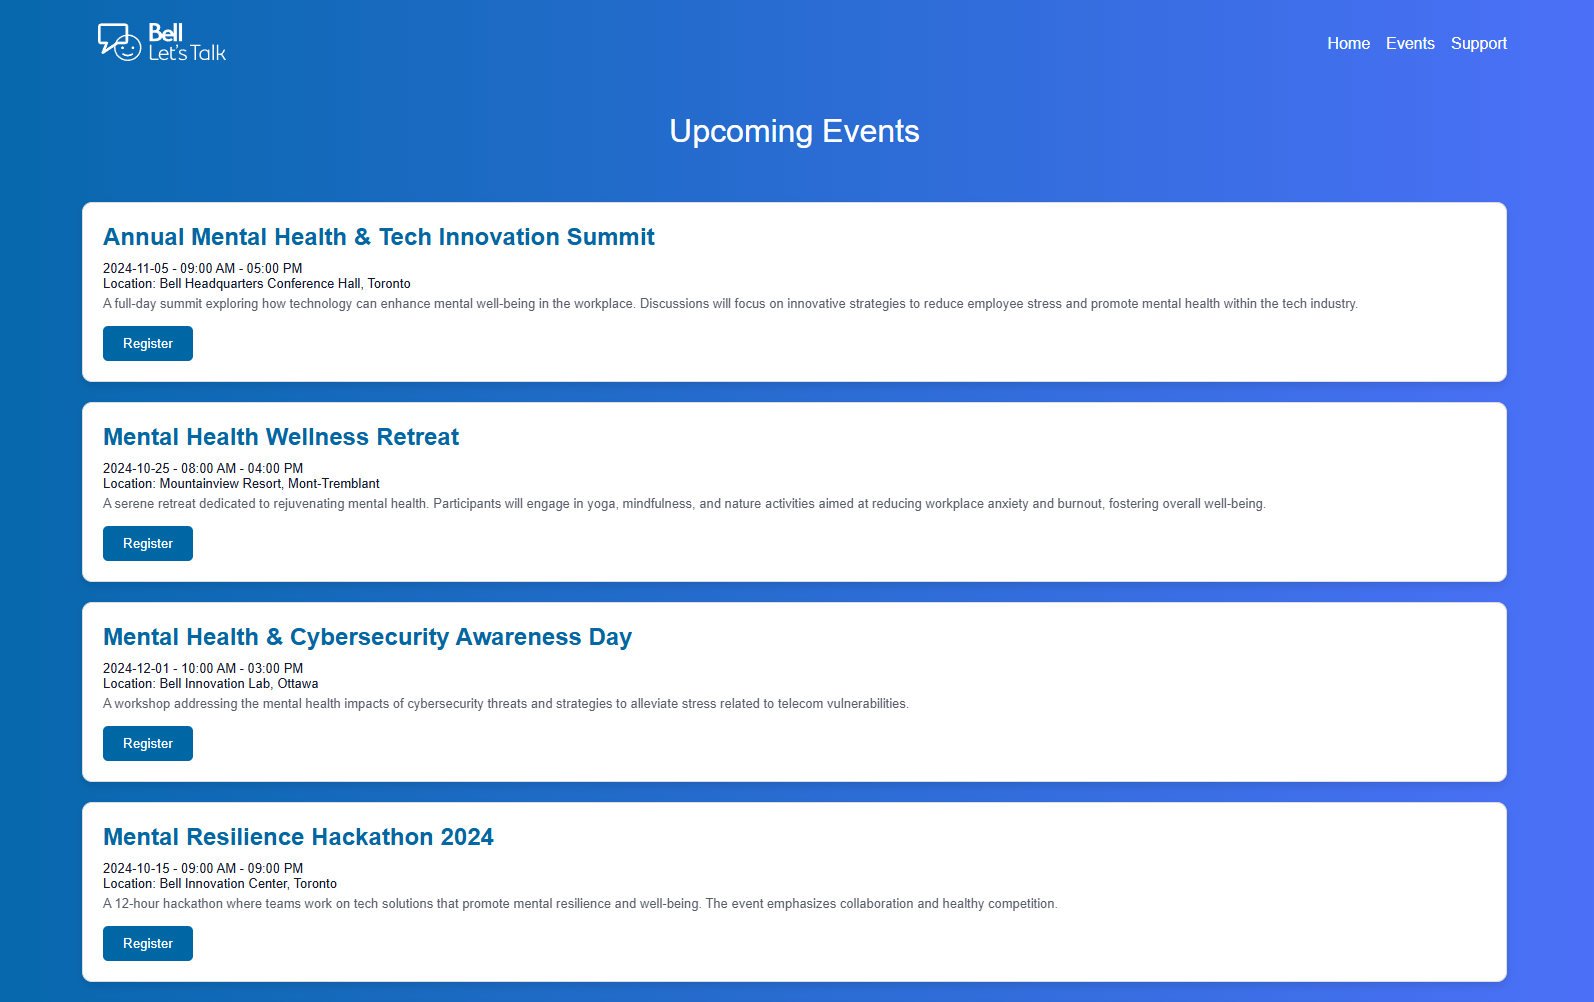 Bell
Let's Talk
Home Events Support
Upcoming Events
Annual Mental Health & Tech Innovation Summit
2024-11-05 - 09:00 AM - 05:00 PM
Location: Bell Headquarters Conference Hall, Toronto
A full-day summit exploring how technology can enhance mental well-being in the workplace. Discussions will focus on innovative strategies to reduce employee stress and promote mental health within the tech industry.
Register
Mental Health Wellness Retreat
2024-10-25 - 08:00 AM - 04:00 PM
Location: Mountainview Resort, Mont-Tremblant
A serene retreat dedicated to rejuvenating mental health. Participants will engage in yoga, mindfulness, and nature activities aimed at reducing workplace anxiety and burnout, fostering overall well-being.
Register
Mental Health & Cybersecurity Awareness Day
2024-12-01 - 10:00 AM - 03:00 PM
Location: Bell Innovation Lab, Ottawa
A workshop addressing the mental health impacts of cybersecurity threats and strategies to alleviate stress related to telecom vulnerabilities.
Register
Mental Resilience Hackathon 2024
2024-10-15 - 09:00 AM - 09:00 PM
Location: Bell Innovation Center, Toronto
A 12-hour hackathon where teams work on tech solutions that promote mental resilience and well-being. The event emphasizes collaboration and healthy competition.
Register